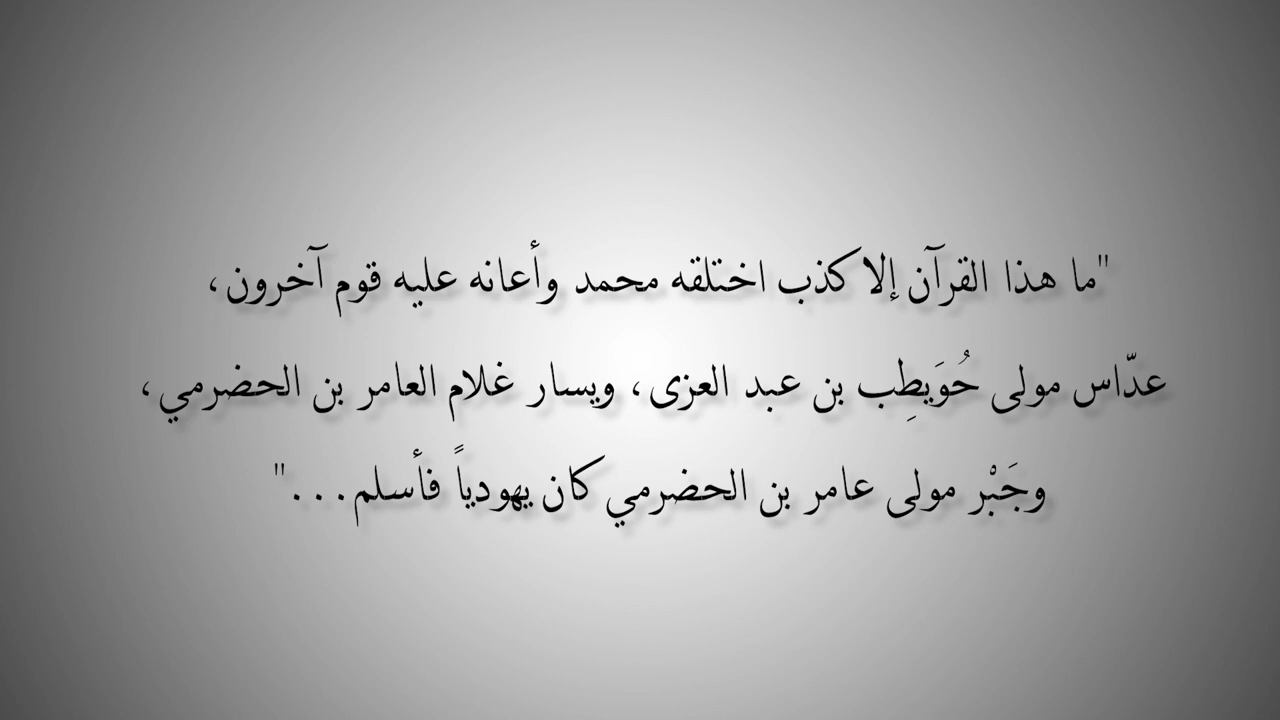 "ما هذا القرآن إلا كذب اختلقه محمد وأعانه عليه قوم آخرون،
عدّاس مولى حُوَيطِب بن عبد العزى، ويسار غلام العامر بن الحضرمي،
وجَبْر مولى عامر بن الحضرمي كان يهودياً فأسلم..."